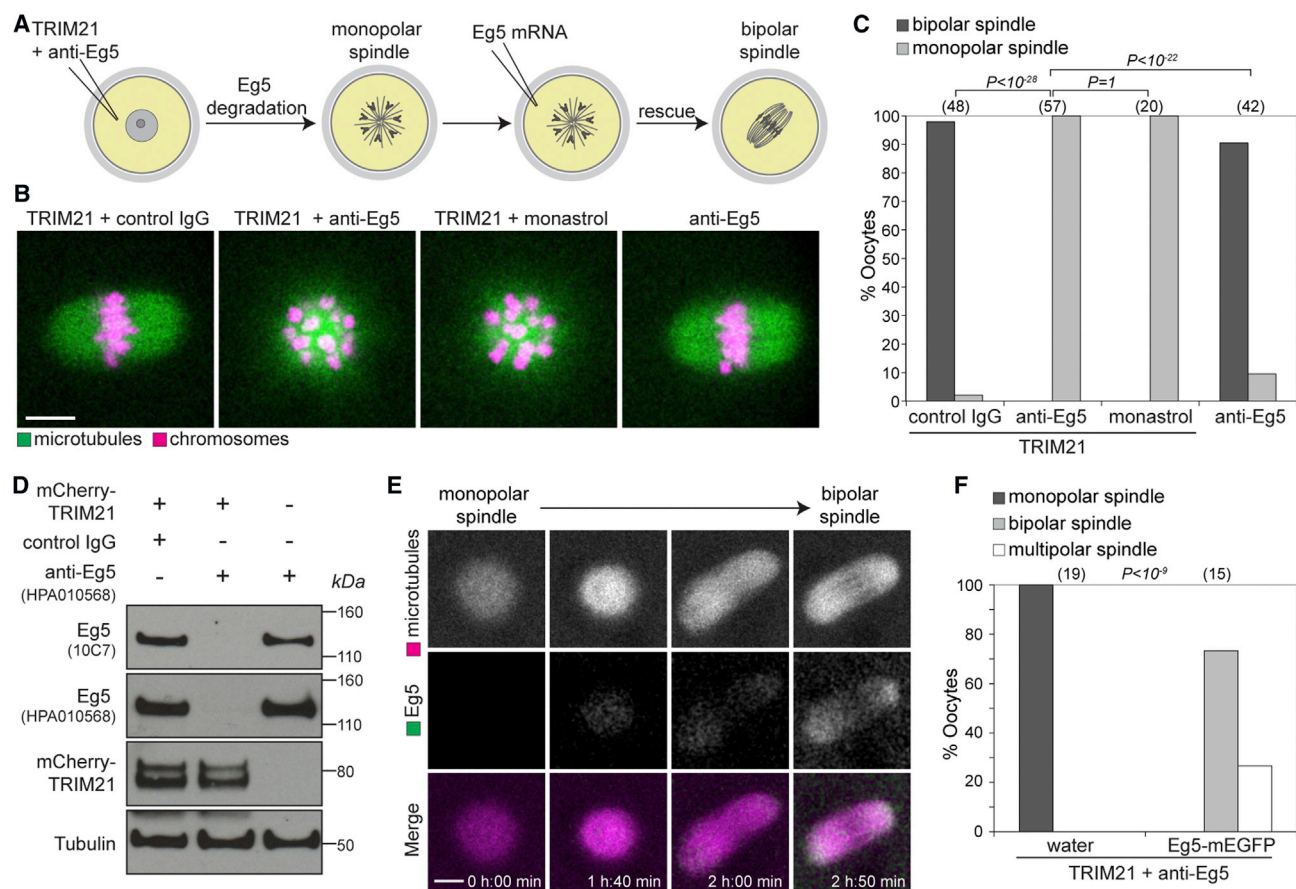 A
TRIM21
+ anti-Eg5
Eg5
degradation
monopolar
spindle
Eg5 mRNA
rescue
bipolar
spindle
B
TRIM21 + control IgG
TRIM21 + anti-Eg5
TRIM21 + monastrol
anti-Eg5
microtubules
chromosomes
C
bipolar spindle
monopolar spindle
P<10-22
P<10-28
P=1
(48)
(57)
(20)
(42)
% Oocytes
100
90
80
70
60
50
40
30
20
10
0
control IgG
anti-Eg5
monastrol
anti-Eg5
TRIM21
D
mCherry-
TRIM21
+
+
-
control IgG
+
-
-
anti-Eg5
(HPA010568)
-
+
+
kDa
Eg5
(10C7)
160
110
Eg5
(HPA010568)
160
110
mCherry-
TRIM21
80
Tubulin
50
E
monopolar
spindle
bipolar
spindle
microtubules
Eg5
Merge
0 h:00 min
1 h:40 min
2 h:00 min
2 h:50 min
F
monopolar spindle
bipolar spindle
multipolar spindle
(19)
P<10-9
(15)
% Oocytes
100
80
60
40
20
0
water
Eg5-mEGFP
TRIM21 + anti-Eg5